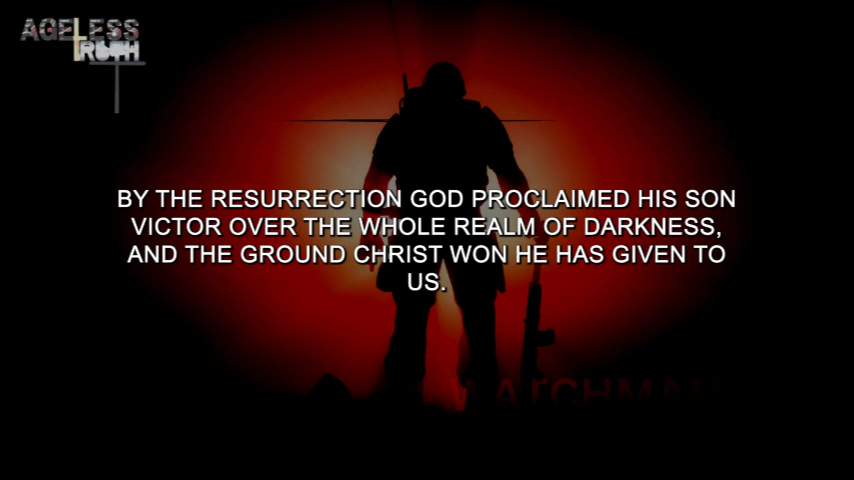 AGELESS
TRUTH
BY THE RESURRECTION GOD PROCLAIMED HIS SON
VICTOR OVER THE WHOLE REALM OF DARKNESS,
AND THE GROUND CHRIST WON HE HAS GIVEN TO
US.
WATCHMAN